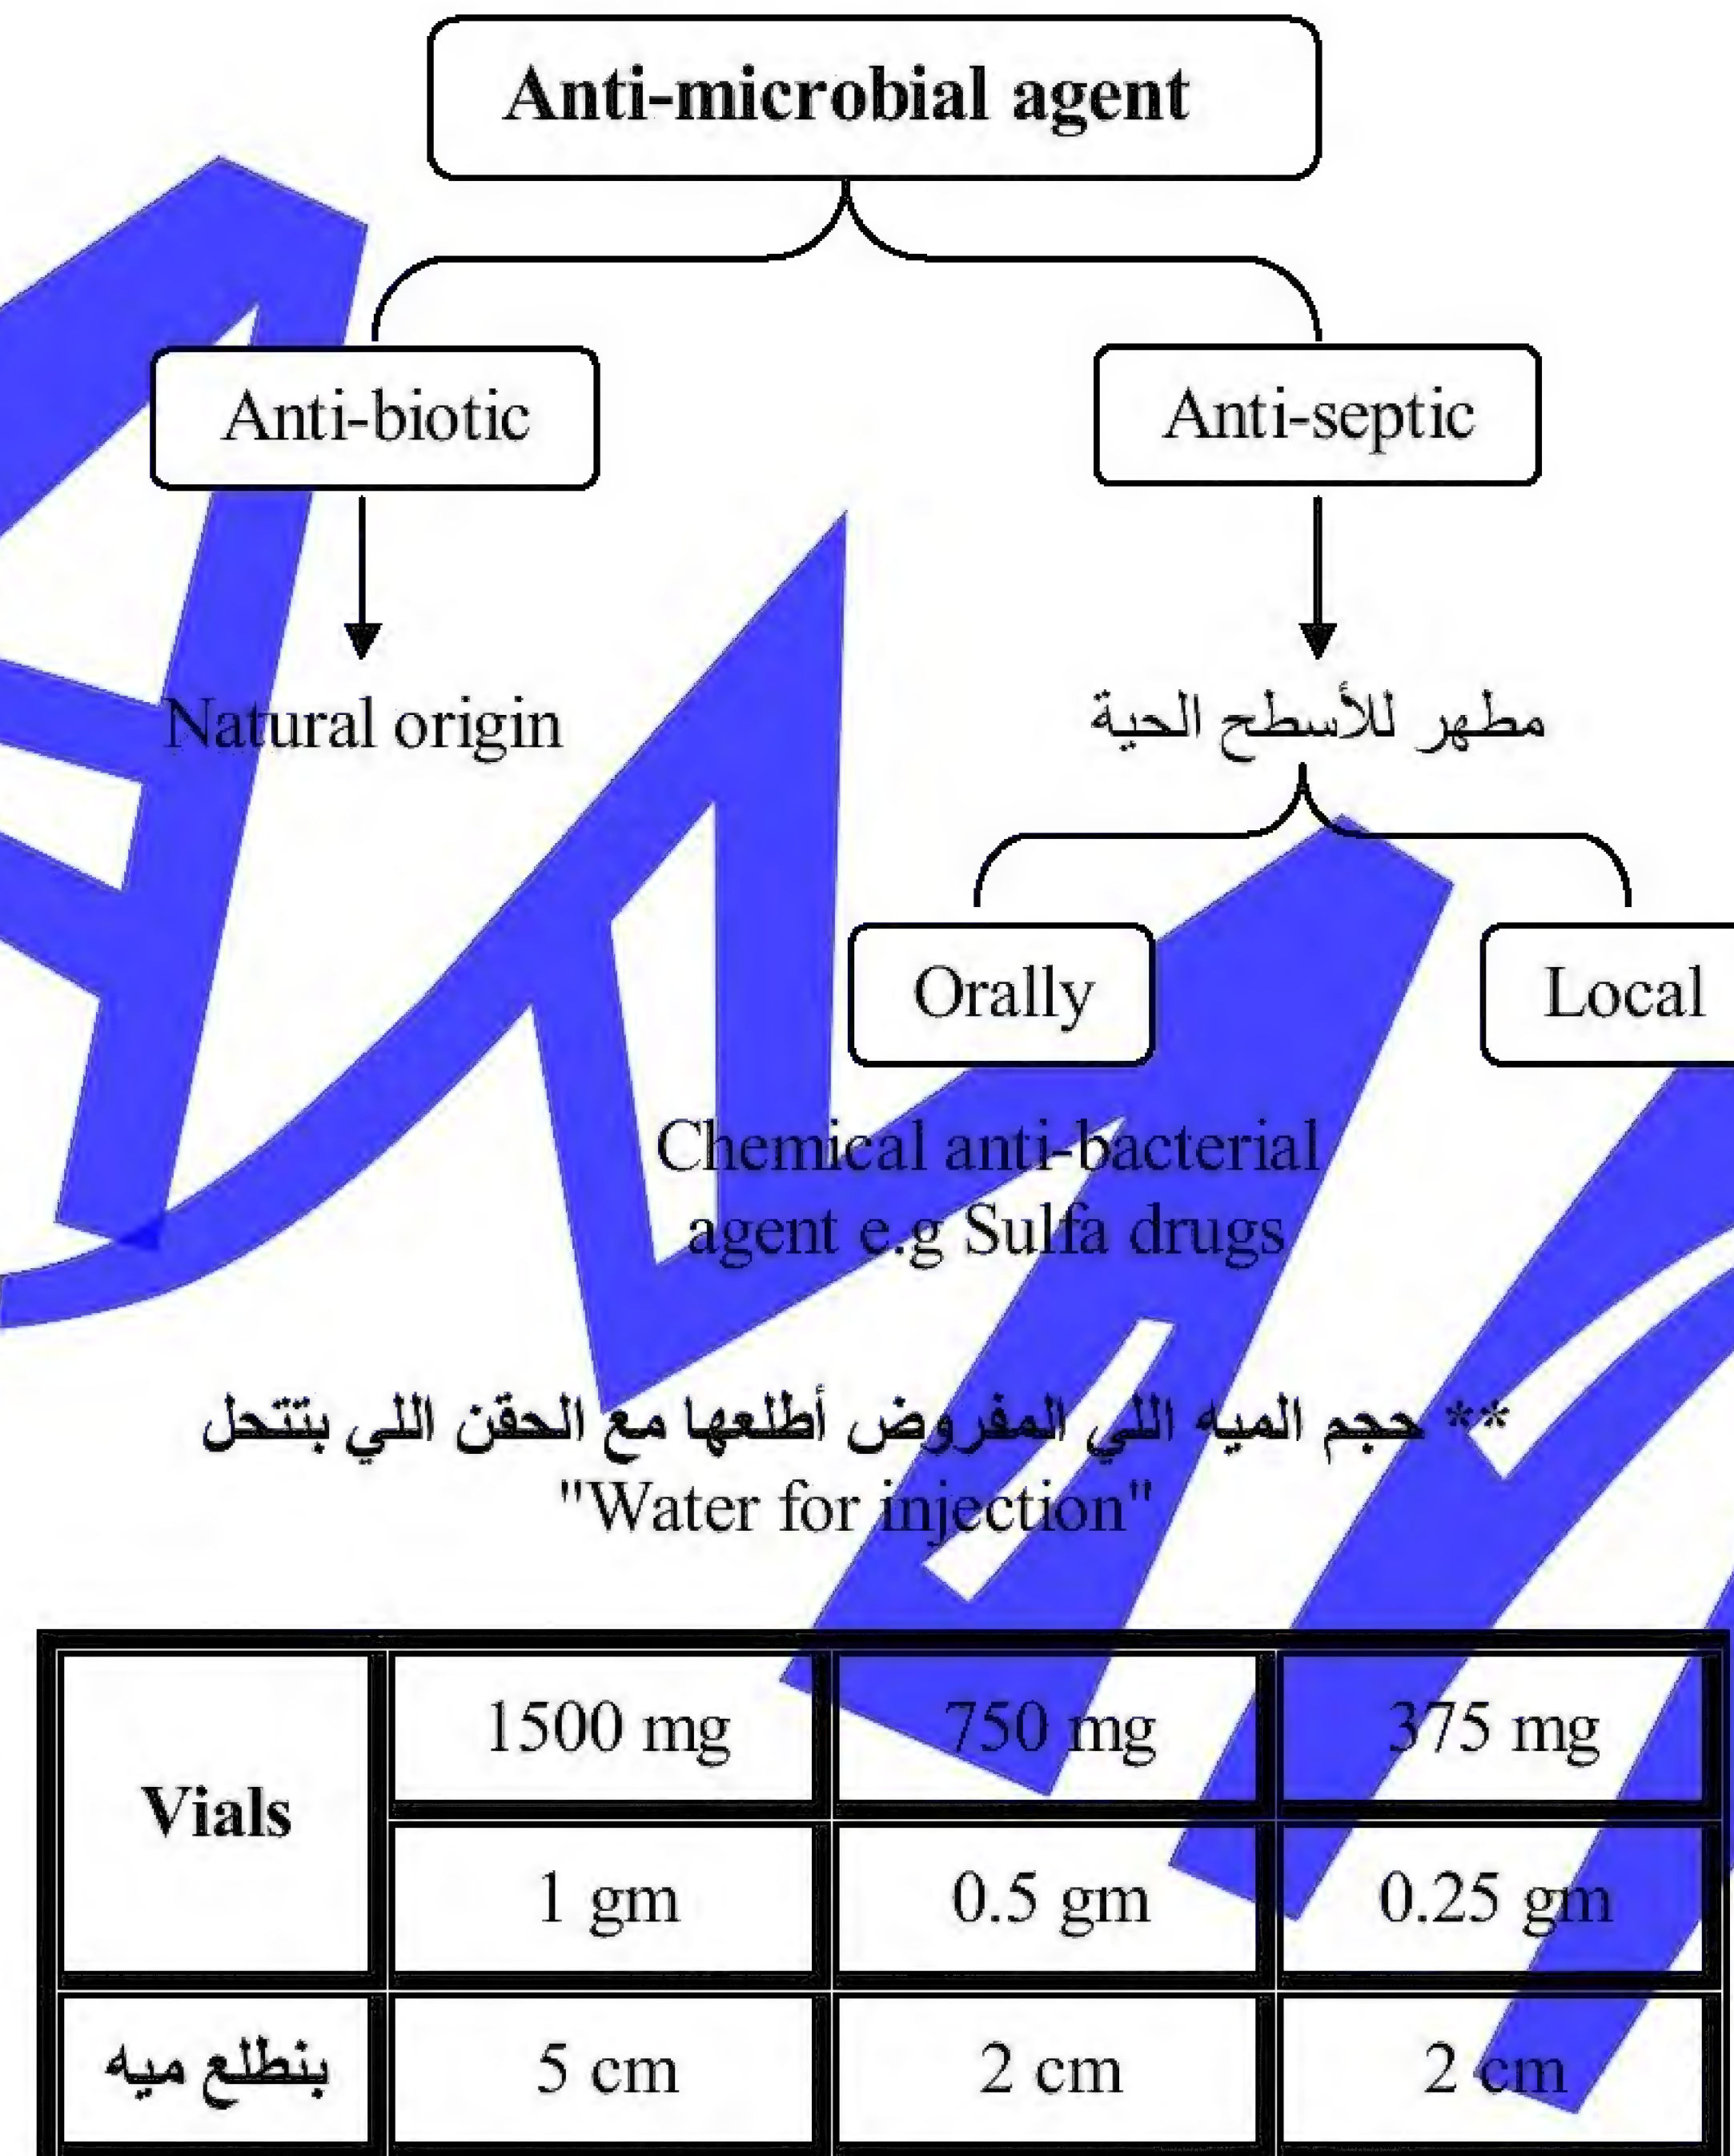 Anti-microbial agent
Anti-biotic
Anti-septic
Natural origin
مطهر للأسطح الحية
Orally
Local
Chemical anti-bacterial
agent e.g Sulfa drugs
** حجم الميه اللي المفروض أطلعها مع الحقن اللي بتتحل
"Water for injection"
Vials
1500 mg
750 mg
375 mg
1 gm
0.5 gm
0.25 gm
بنطلع ميه
5 cm
2 cm
2 cm